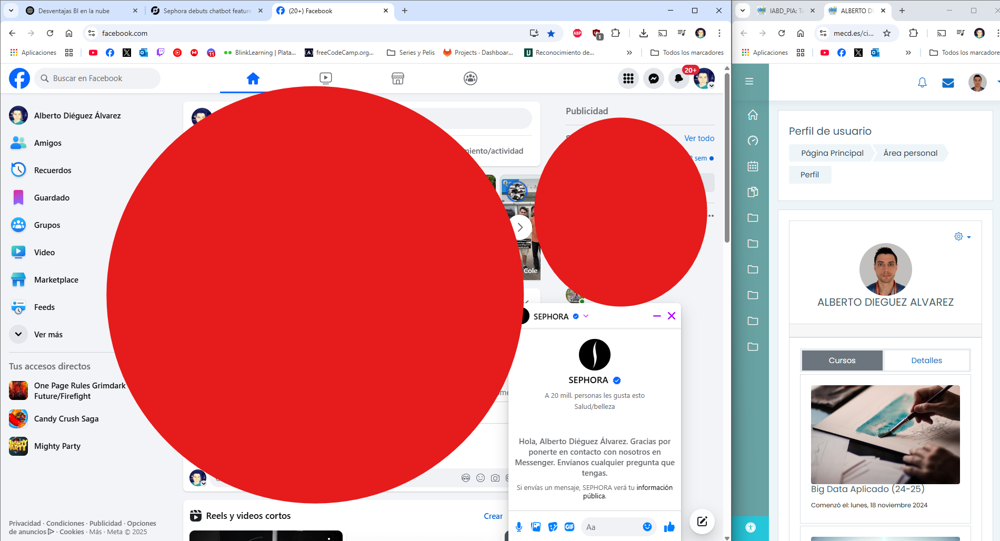 Desventajas BI en la nube
Sephora debuts chatbot feature
(20+) Facebook
facebook.com
ABP
1
Aplicaciones
11
BlinkLearning | Plata...
freeCodeCamp.org...
Series y Pelis
Projects · Dashboar...
Reconocimiento de...
Todos los marcadores
Buscar en Facebook
20+
Alberto Diéguez Álvarez
Amigos
Recuerdos
Guardado
Grupos
Video
Marketplace
Feeds
Ver más
Tus accesos directos
One Page Rules Grimdark
Future/Firefight
Candy Crush Saga
Mighty Party
Privacidad · Condiciones · Publicidad · Opciones
de anuncios · Cookies · Más · Meta © 2025
miento/actividad
Cole
Reels y videos cortos
Crear
Publicidad
Ver todo
sem
SEPHORA
SEPHORA
A 20 mill. personas les gusta esto
Salud/belleza
Hola, Alberto Diéguez Álvarez. Gracias por
ponerte en contacto con nosotros en
Messenger. Envíanos cualquier pregunta que
tengas.
Si envías un mensaje, SEPHORA verá tu información
pública.
GIF
Aa
IABD_PIA: Ta
ALBERTO DI
mecd.es/ci...
Aplicaciones
Todos los marcadore
Perfil de usuario
Página Principal
Área personal
Perfil
ALBERTO DIEGUEZ ALVAREZ
Cursos
Detalles
Big Data Aplicado (24-25)
Comenzó el: lunes, 18 noviembre 2024